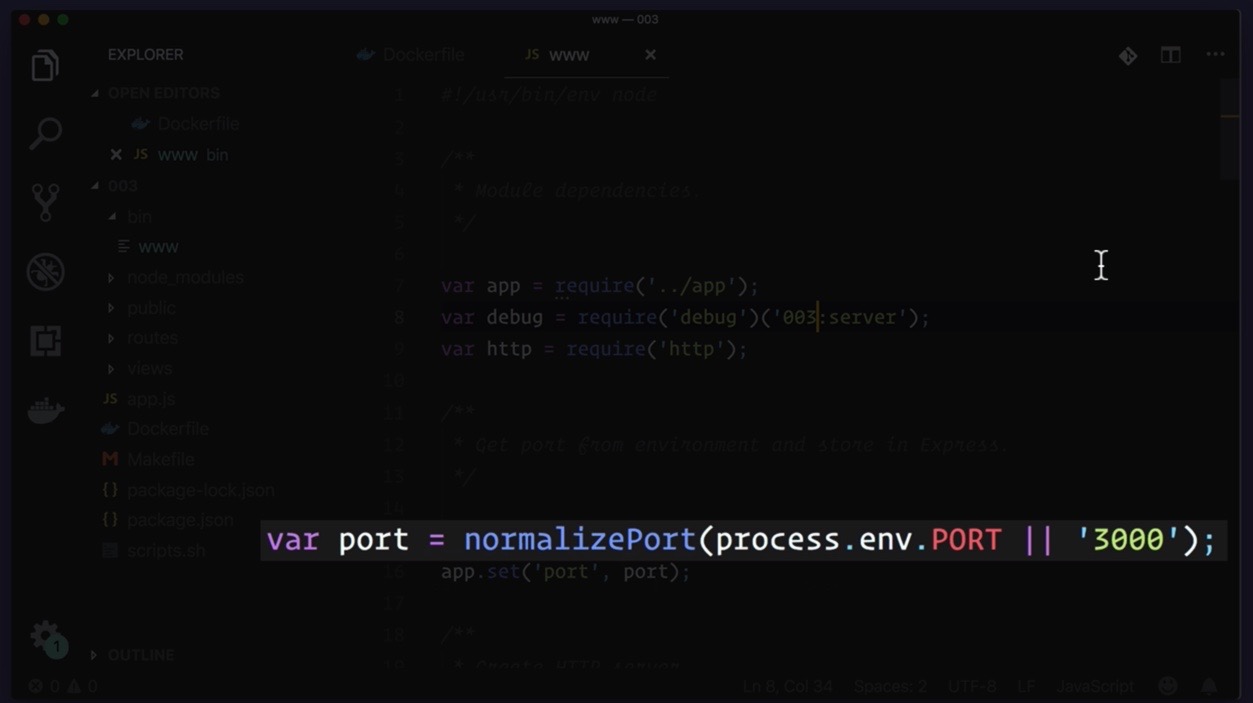 www — 003
EXPLORER
OPEN EDITORS
Dockerfile
JS www bin
003
bin
www
node_modules
public
routes
views
JS app.js
Dockerfile
M Makefile
{} package-lock.json
{} package.json
scripts.sh
1
OUTLINE
Dockerfile
JS www
1 #!/usr/bin/env node
2
3 /**
4 * Module dependencies.
5 */
6
7 var app = require('../app');
8 var debug = require('debug')('003:server');
9 var http = require('http');
10
11 /**
12 * Get port from environment and store in Express.
13 */
14
var port = normalizePort(process.env.PORT || '3000');
16 app.set('port', port);
17
18 /**
19 * Create HTTP server
0 0
Ln 8, Col 34 Spaces: 2 UTF-8 LF JavaScript